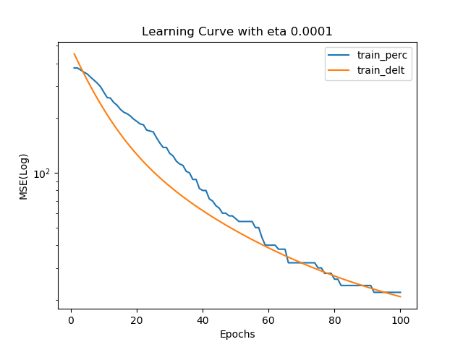 Learning Curve with eta 0.0001
train_perc
train_delt
MSE(Log)
10²
0
20
40
60
80
100
Epochs